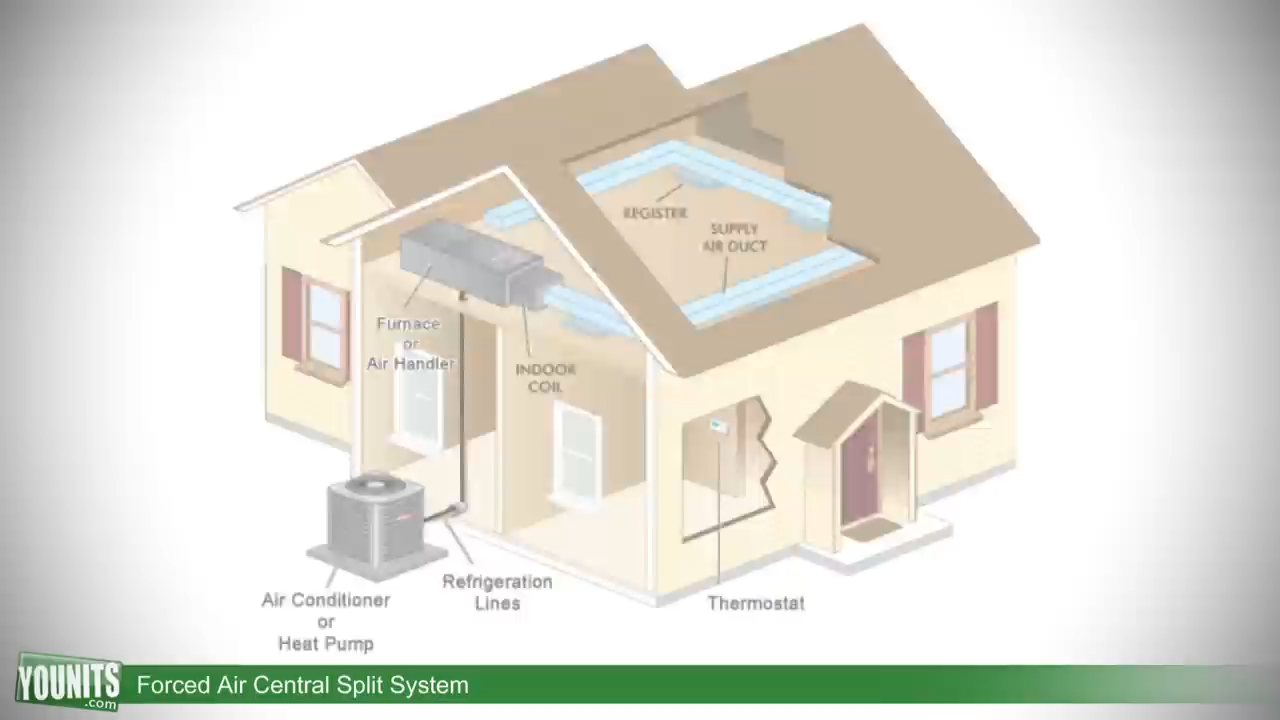 REGISTER
SUPPLY
AIR DUCT
Furnace
or
Air Handler
INDOOR
COIL
Refrigeration
Lines
Air Conditioner
or
Heat Pump
Thermostat
YOUNITS
.com
Forced Air Central Split System